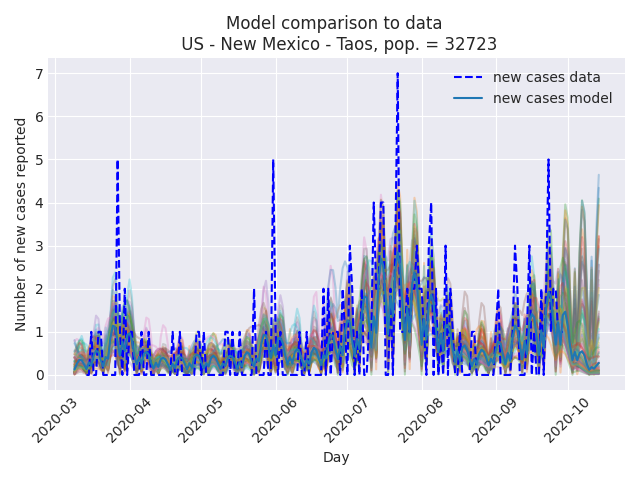 Model comparison to data
US - New Mexico - Taos, pop. = 32723
new cases data
new cases model
Number of new cases reported
7
6
5
4
3
2
1
0
2020-03
2020-04
2020-05
2020-06
2020-07
2020-08
2020-09
2020-10
Day